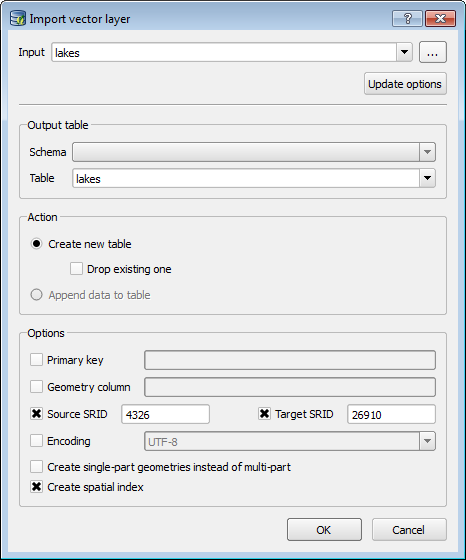 Import vector layer
Input lakes ...
Update options
Output table
Schema
Table lakes
Action
Create new table
Drop existing one
Append data to table
Options
Primary key
Geometry column
Source SRID 4326 Target SRID 26910
Encoding UTF-8
Create single-part geometries instead of multi-part
Create spatial index
OK Cancel